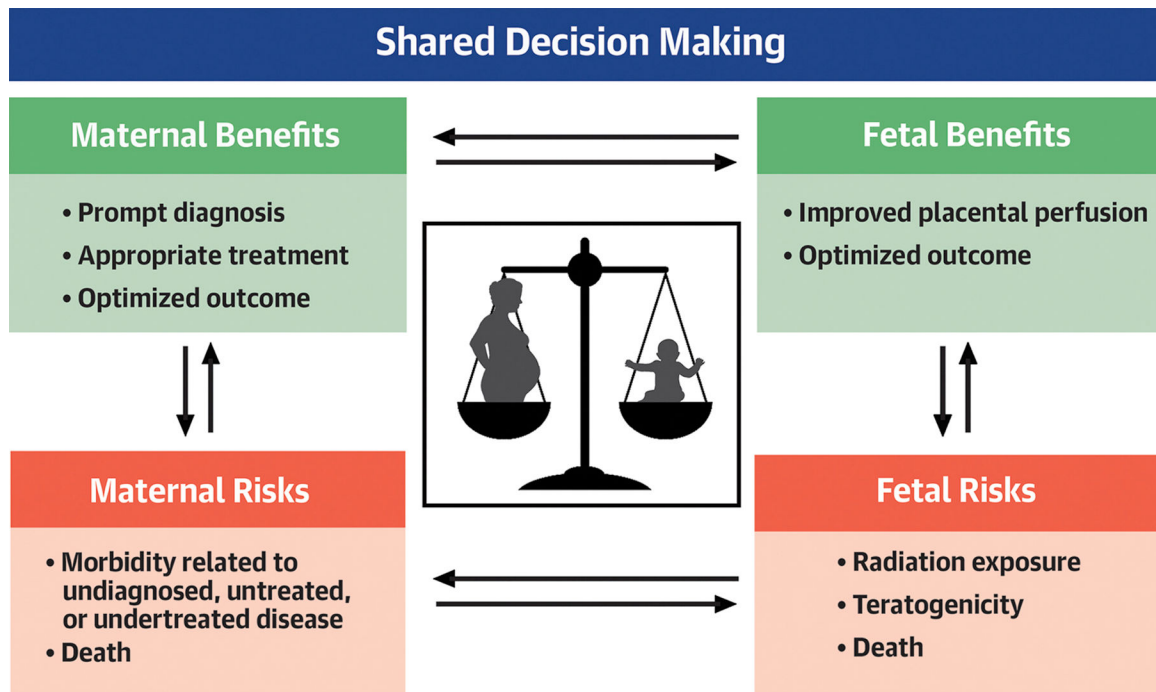 Shared Decision Making
Maternal Benefits
• Prompt diagnosis
• Appropriate treatment
• Optimized outcome
Fetal Benefits
• Improved placental perfusion
• Optimized outcome
Maternal Risks
• Morbidity related to
undiagnosed, untreated,
or undertreated disease
• Death
Fetal Risks
• Radiation exposure
• Teratogenicity
• Death